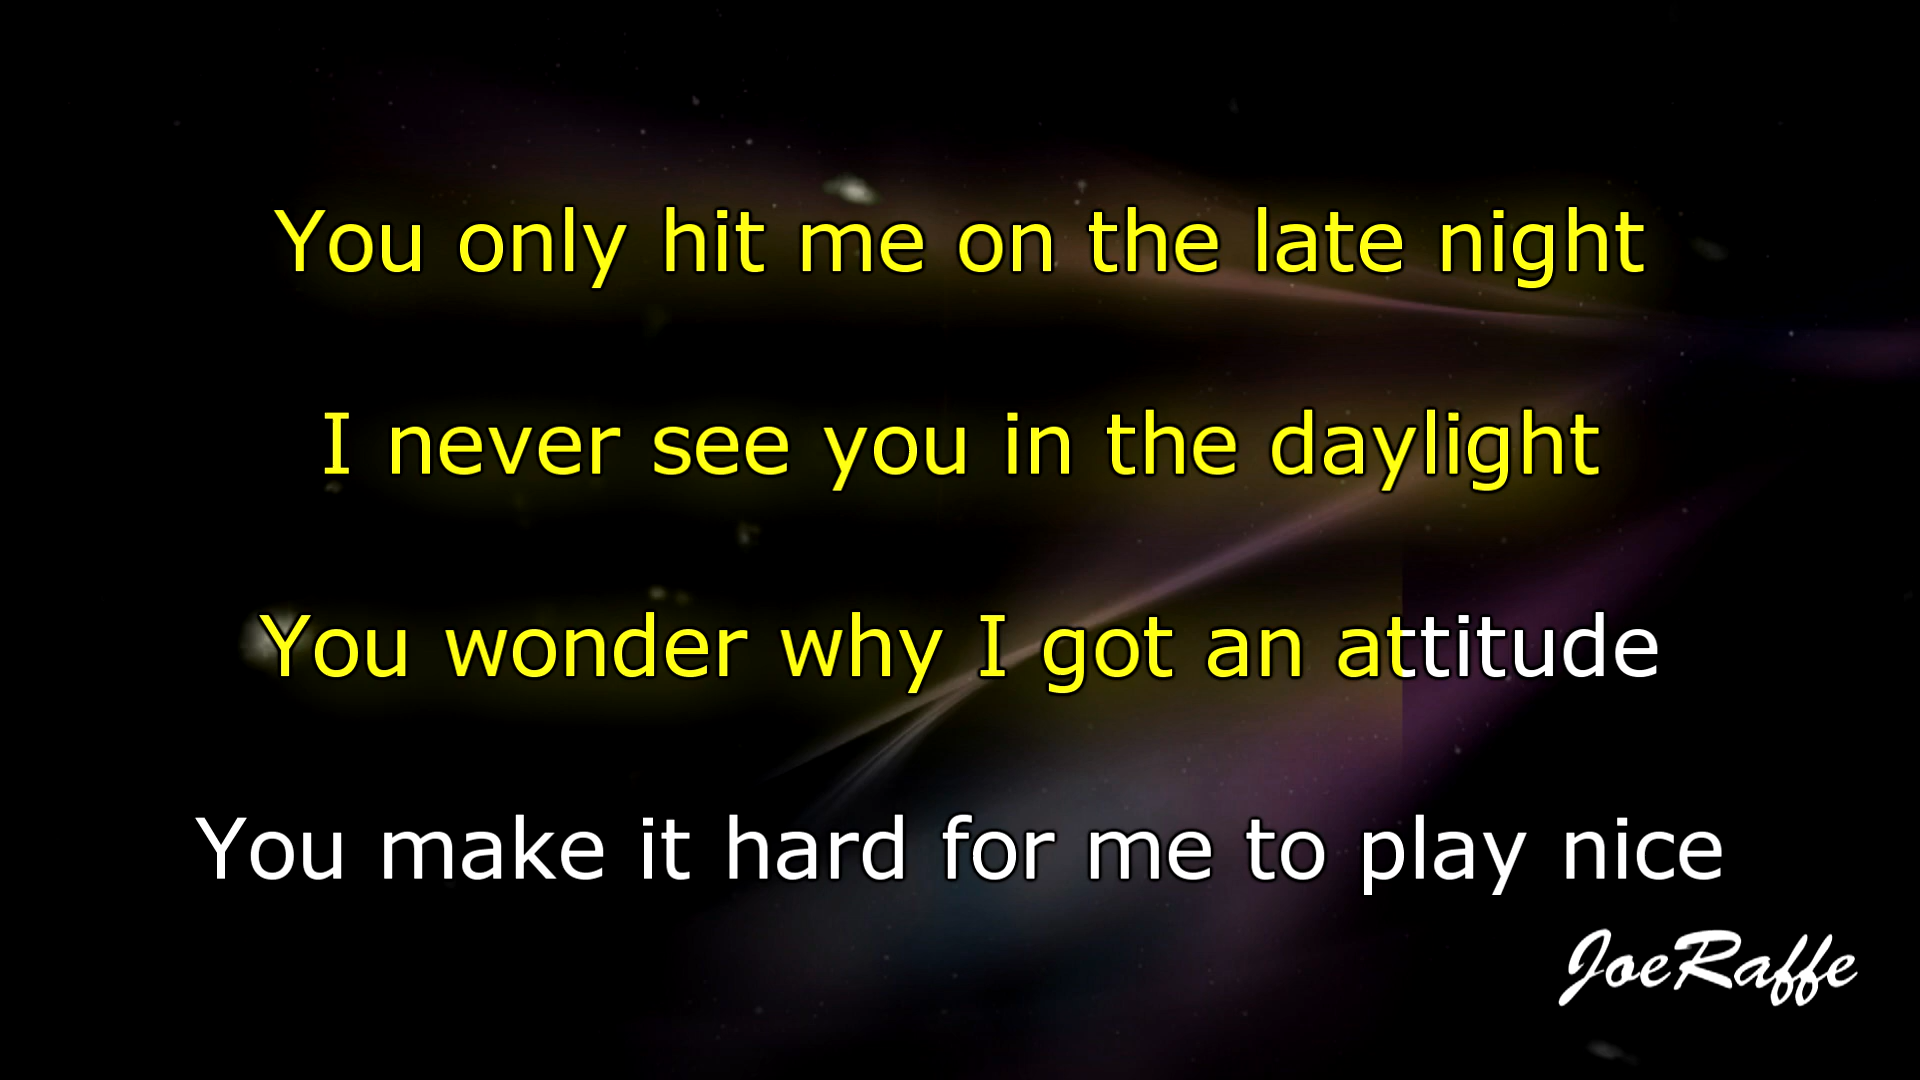 You only hit me on the late night
I never see you in the daylight
You wonder why I got an attitude
You make it hard for me to play nice
JoeRaffe